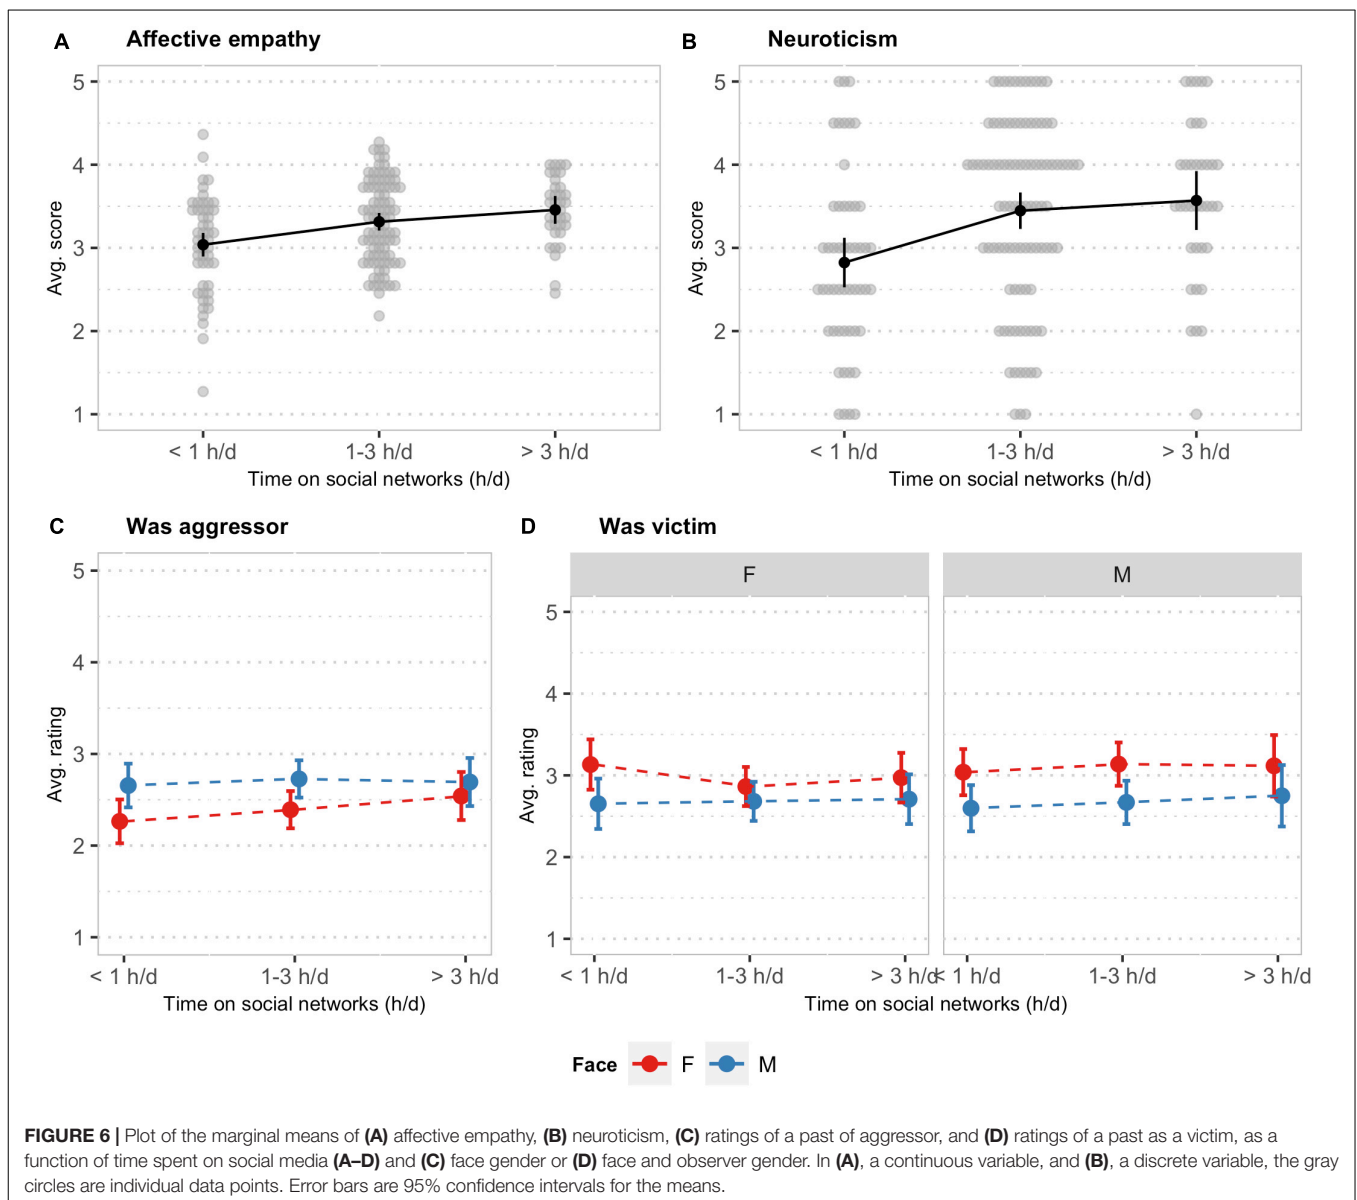 A Affective empathy
5
4
3
2
1
Avg. score
< 1 h/d 1-3 h/d > 3 h/d
Time on social networks (h/d)
B Neuroticism
5
4
3
2
1
Avg. score
< 1 h/d 1-3 h/d > 3 h/d
Time on social networks (h/d)
C Was aggressor
5
4
3
2
1
Avg. rating
< 1 h/d 1-3 h/d > 3 h/d
Time on social networks (h/d)
D Was victim
F M
5
4
3
2
1
Avg. rating
< 1 h/d 1-3 h/d > 3 h/d < 1 h/d 1-3 h/d > 3 h/d
Time on social networks (h/d)
Face F M
FIGURE 6 | Plot of the marginal means of (A) affective empathy, (B) neuroticism, (C) ratings of a past of aggressor, and (D) ratings of a past as a victim, as a
function of time spent on social media (A–D) and (C) face gender or (D) face and observer gender. In (A), a continuous variable, and (B), a discrete variable, the gray
circles are individual data points. Error bars are 95% confidence intervals for the means.